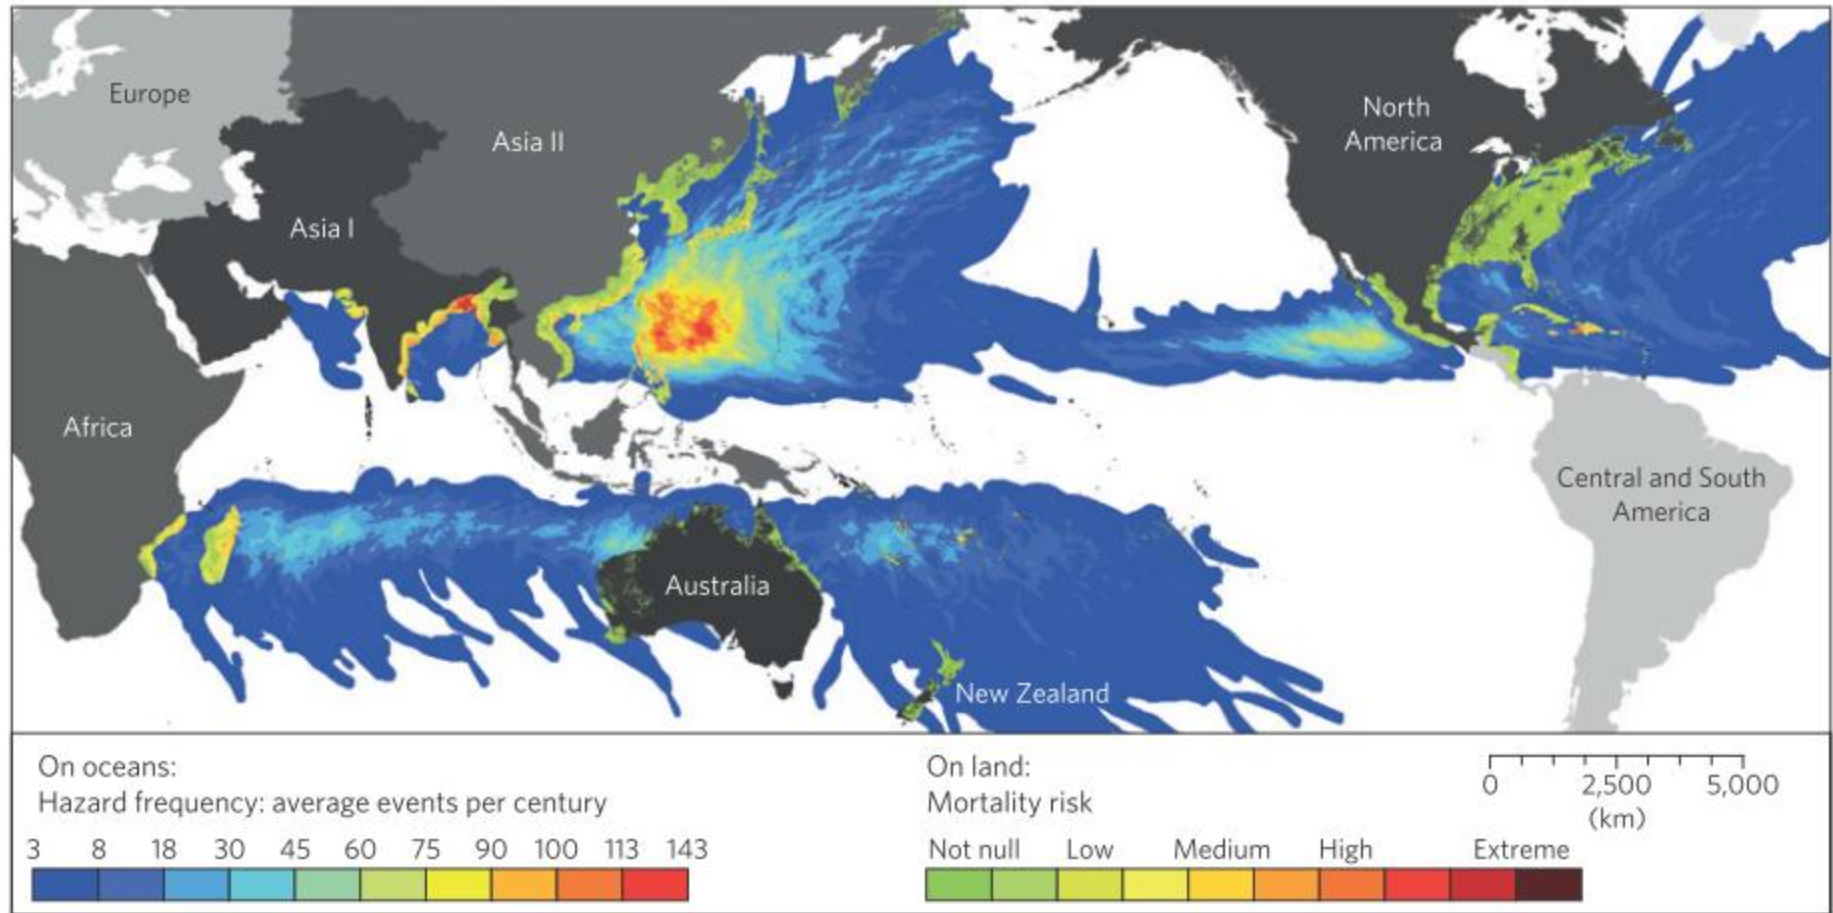 Europe
Asia II
North
America
Asia I
Africa
Central and South
America
Australia
New Zealand
On oceans:
Hazard frequency: average events per century
3 8 18 30 45 60 75 90 100 113 143
On land:
Mortality risk
Not null Low Medium High Extreme
0 2,500 5,000
(km)